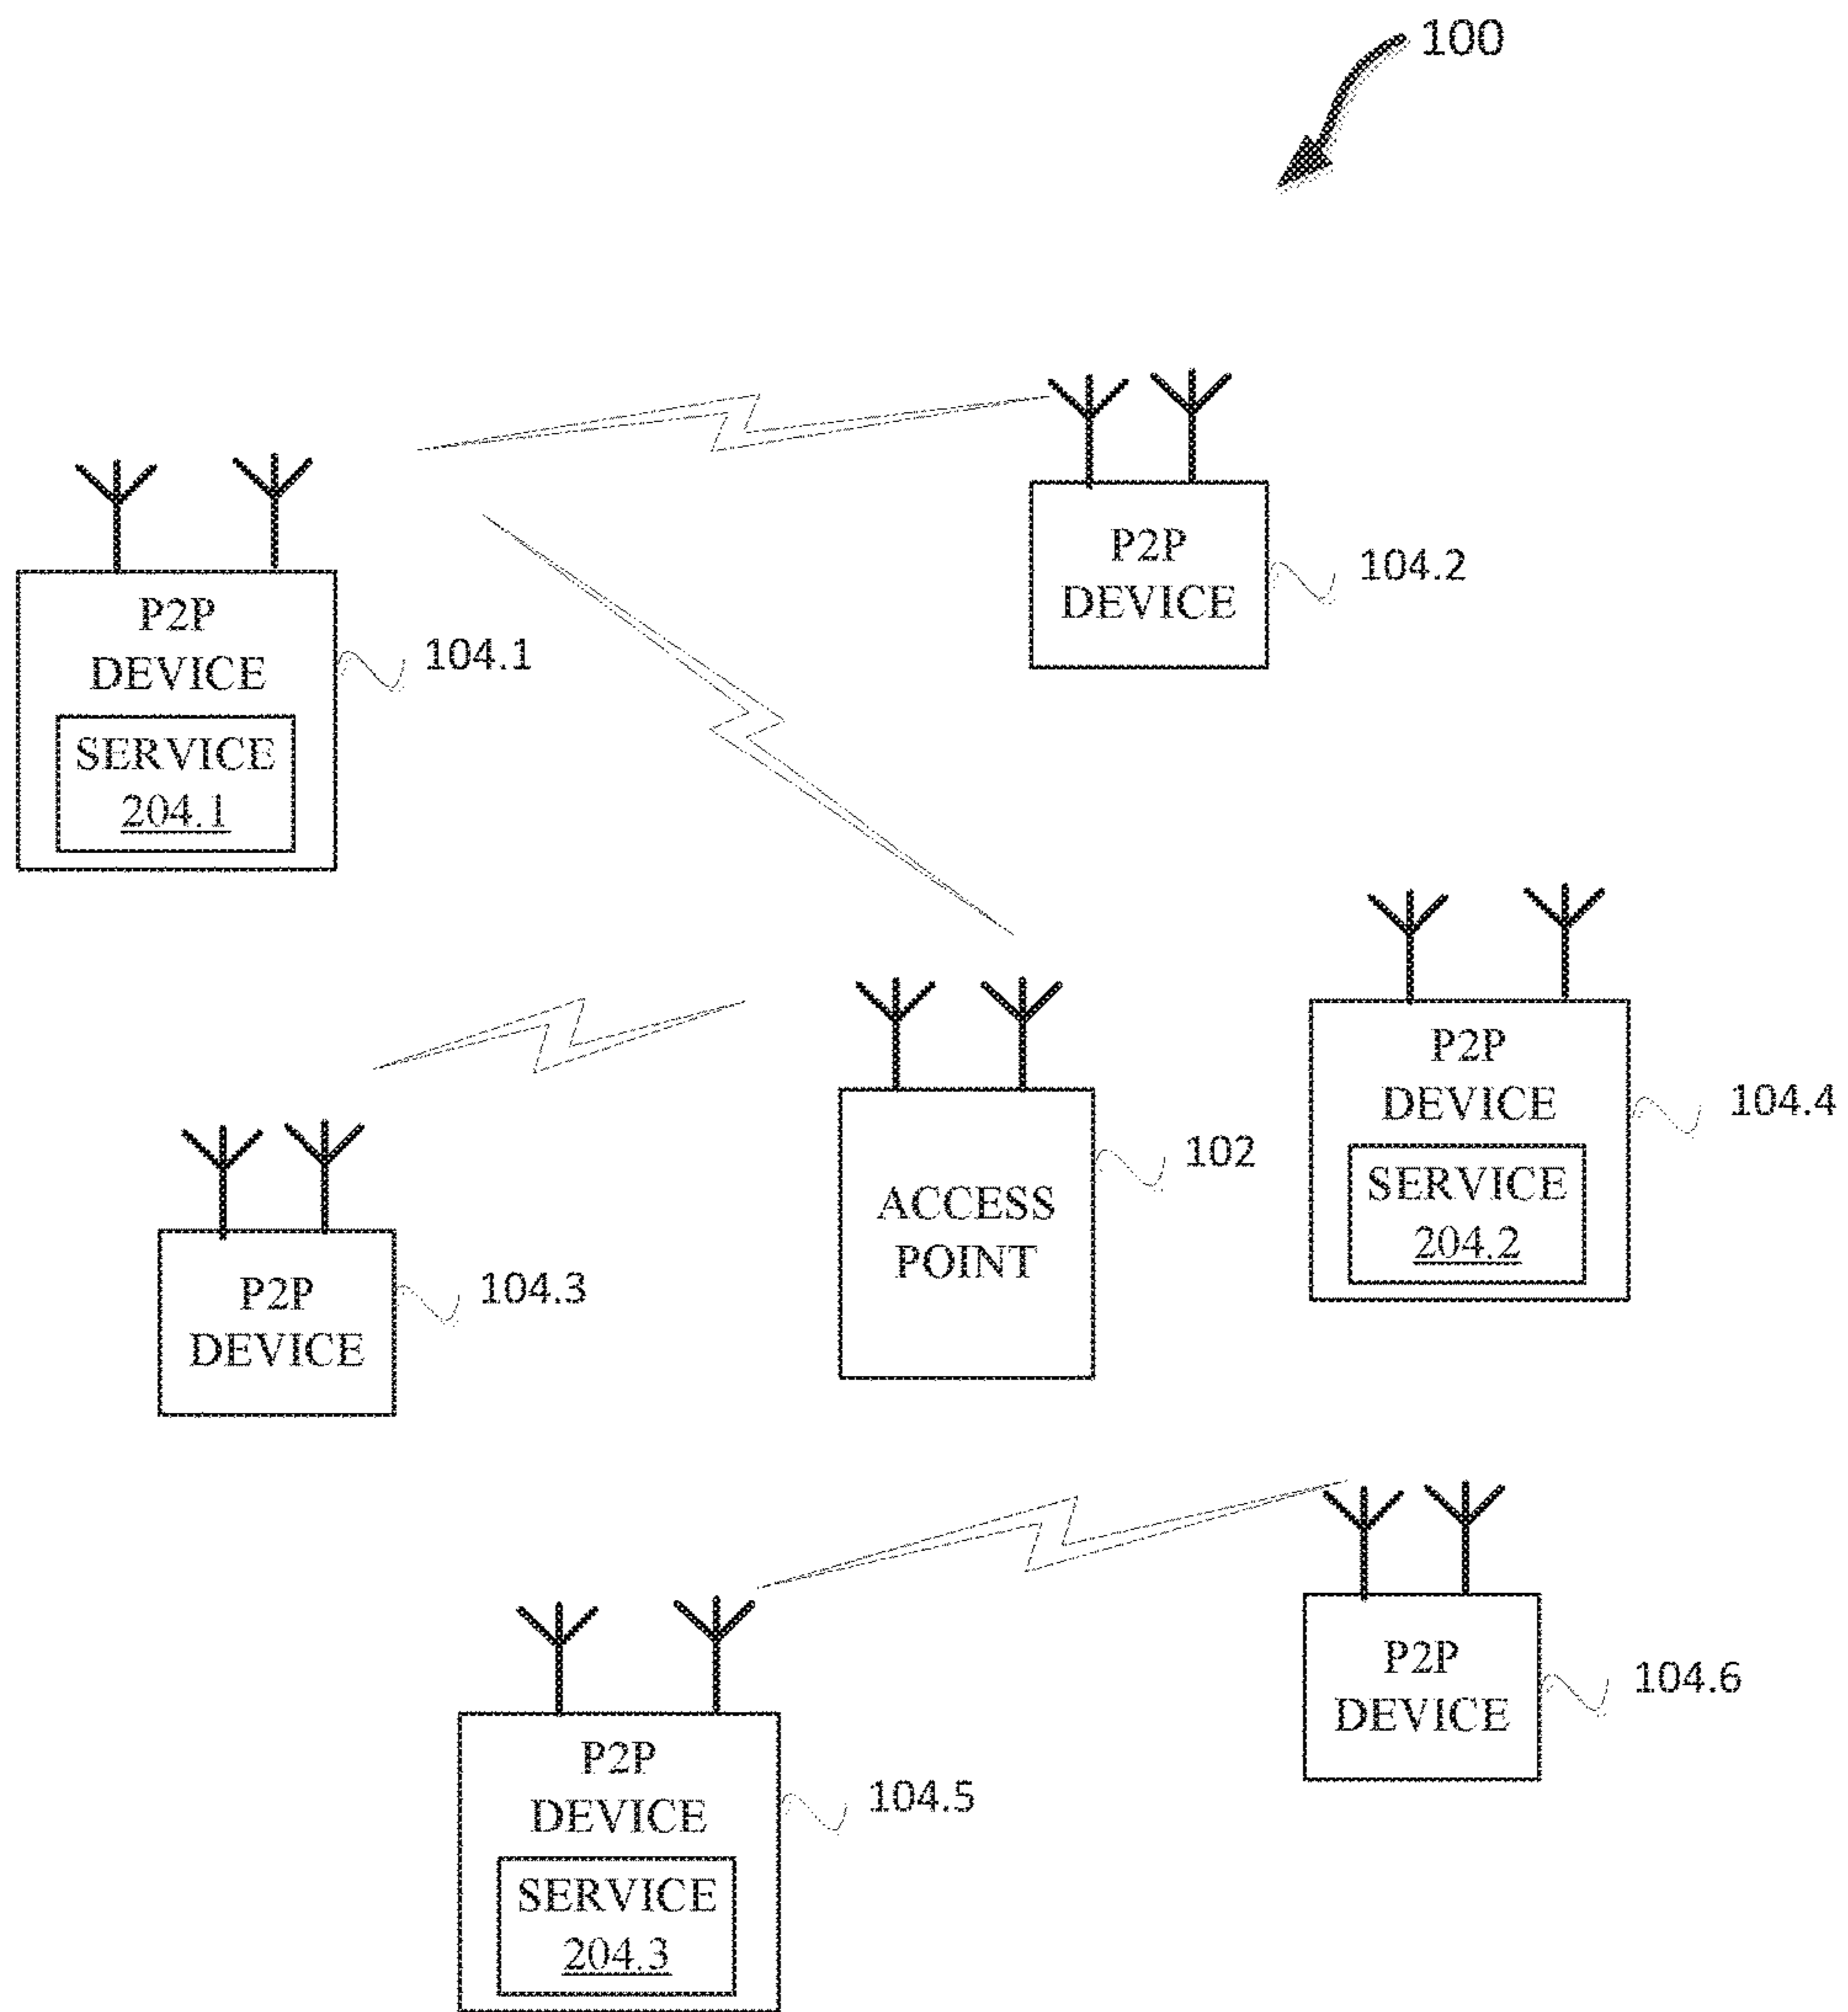 100
P2P
DEVICE
104.2
P2P
DEVICE
104.1
SERVICE
204.1
P2P
DEVICE
104.4
SERVICE
204.2
ACCESS
POINT
102
P2P
DEVICE
104.3
P2P
DEVICE
104.6
P2P
DEVICE
104.5
SERVICE
204.3